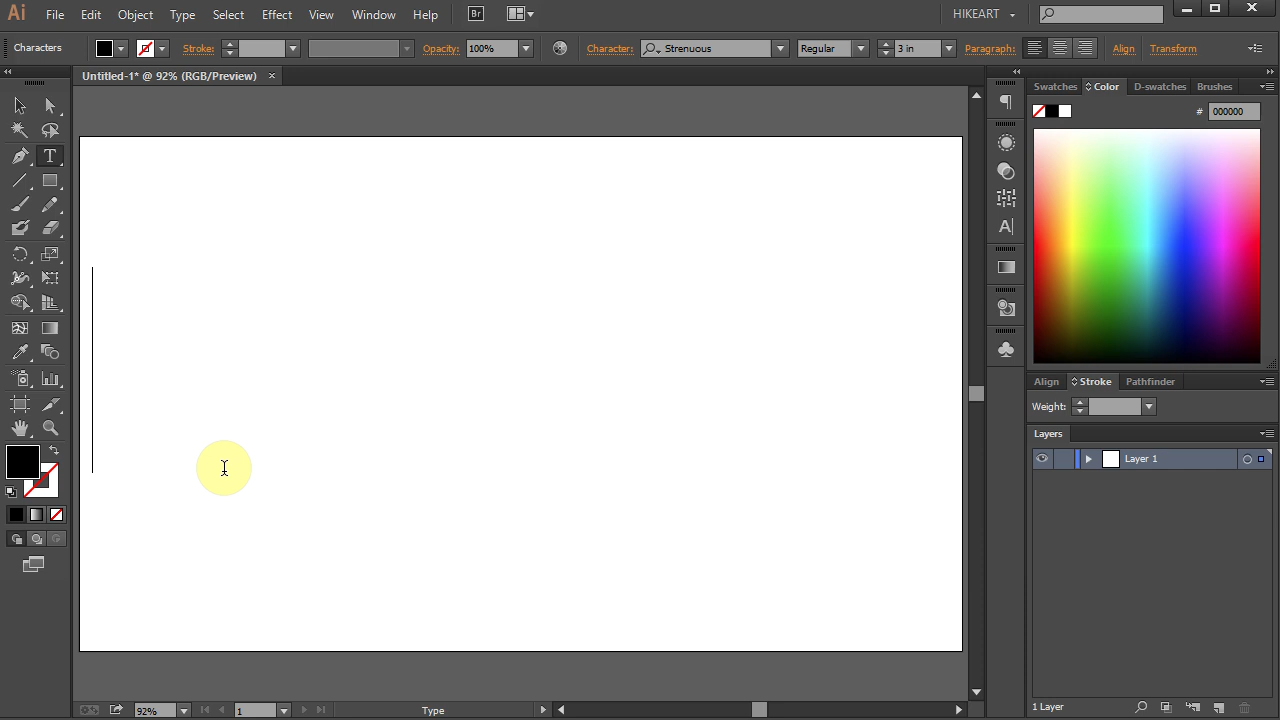 Ai File Edit Object Type Select Effect View Window Help Br HIKEART
Characters Stroke: Opacity: 100% Character: Strenuous Regular 3 in Paragraph: Align Transform
Untitled-1* @ 92% (RGB/Preview) ×
Swatches Color D-swatches Brushes
# 000000
Align Stroke Pathfinder
Weight:
Layers
Layer 1
1 Layer
92% 1 Type